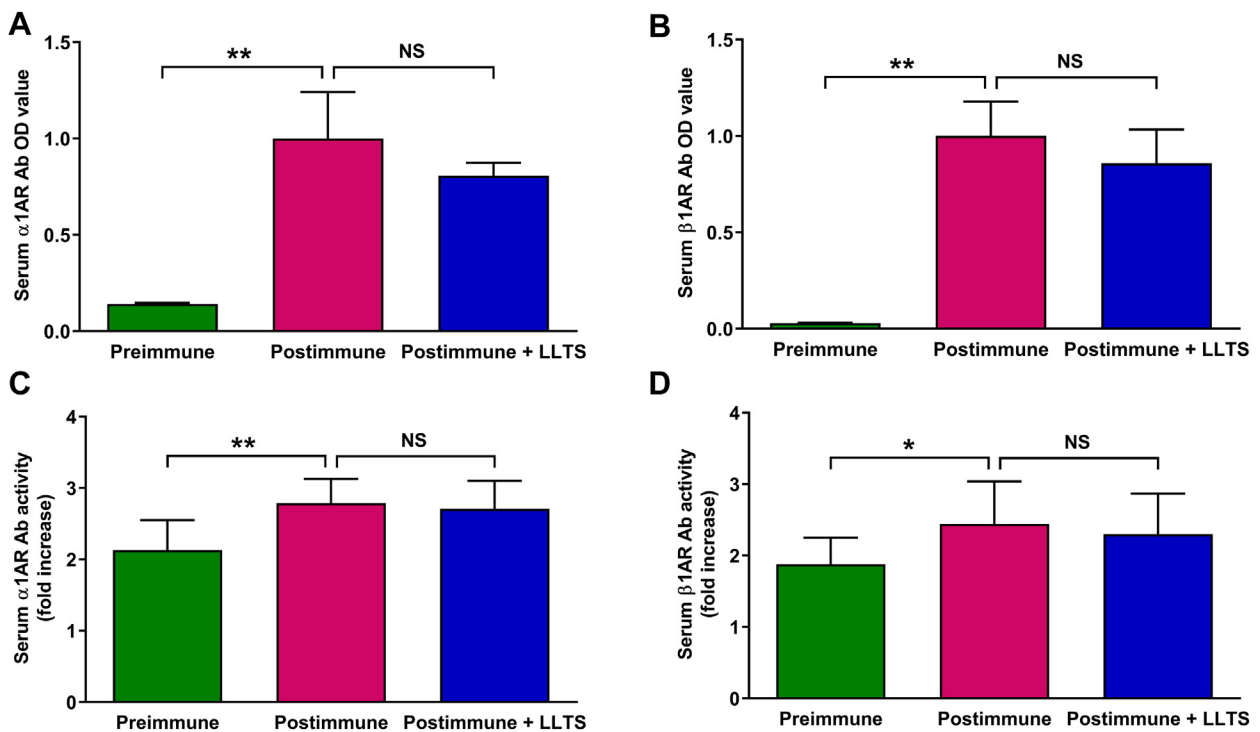 A
Serum α1AR Ab OD value
1.5
1.0
0.5
0.0
**
NS
Preimmune
Postimmune
Postimmune + LLTS
B
Serum β1AR Ab OD value
1.5
1.0
0.5
0.0
**
NS
Preimmune
Postimmune
Postimmune + LLTS
C
Serum α1AR Ab activity
(fold increase)
4
3
2
1
0
**
NS
Preimmune
Postimmune
Postimmune + LLTS
D
Serum β1AR Ab activity
(fold increase)
4
3
2
1
0
*
NS
Preimmune
Postimmune
Postimmune + LLTS